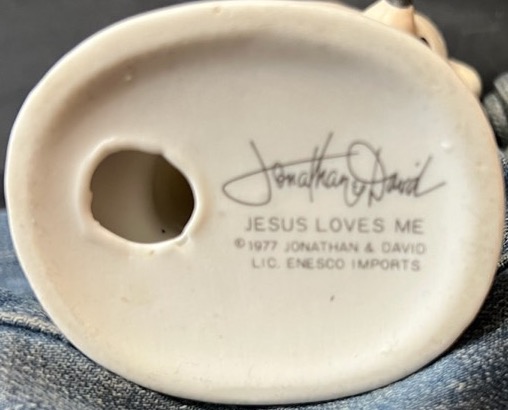 Jonathan & David
JESUS LOVES ME
© 1977 JONATHAN & DAVID
LIC. ENESCO IMPORTS